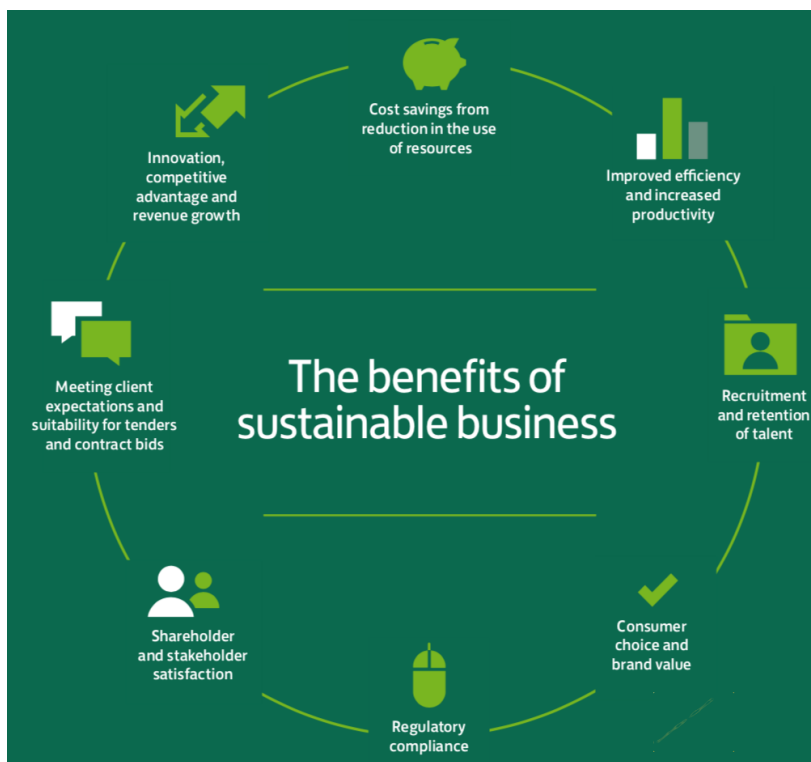 The benefits of
sustainable business
Cost savings from
reduction in the use
of resources
Improved efficiency
and increased
productivity
Recruitment
and retention
of talent
Consumer
choice and
brand value
Regulatory
compliance
Shareholder
and stakeholder
satisfaction
Meeting client
expectations and
suitability for tenders
and contract bids
Innovation,
competitive
advantage and
revenue growth